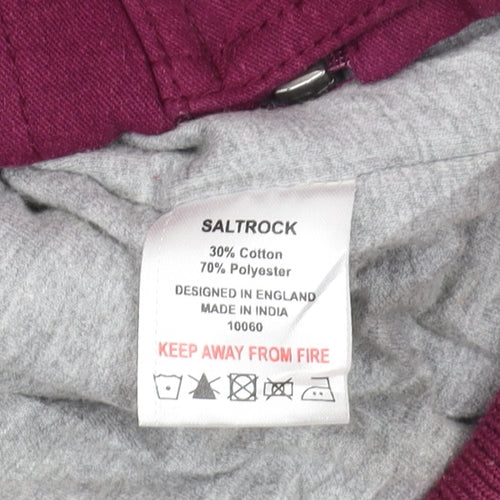 SALTROCK
30% Cotton
70% Polyester
DESIGNED IN ENGLAND
MADE IN INDIA
10060
KEEP AWAY FROM FIRE